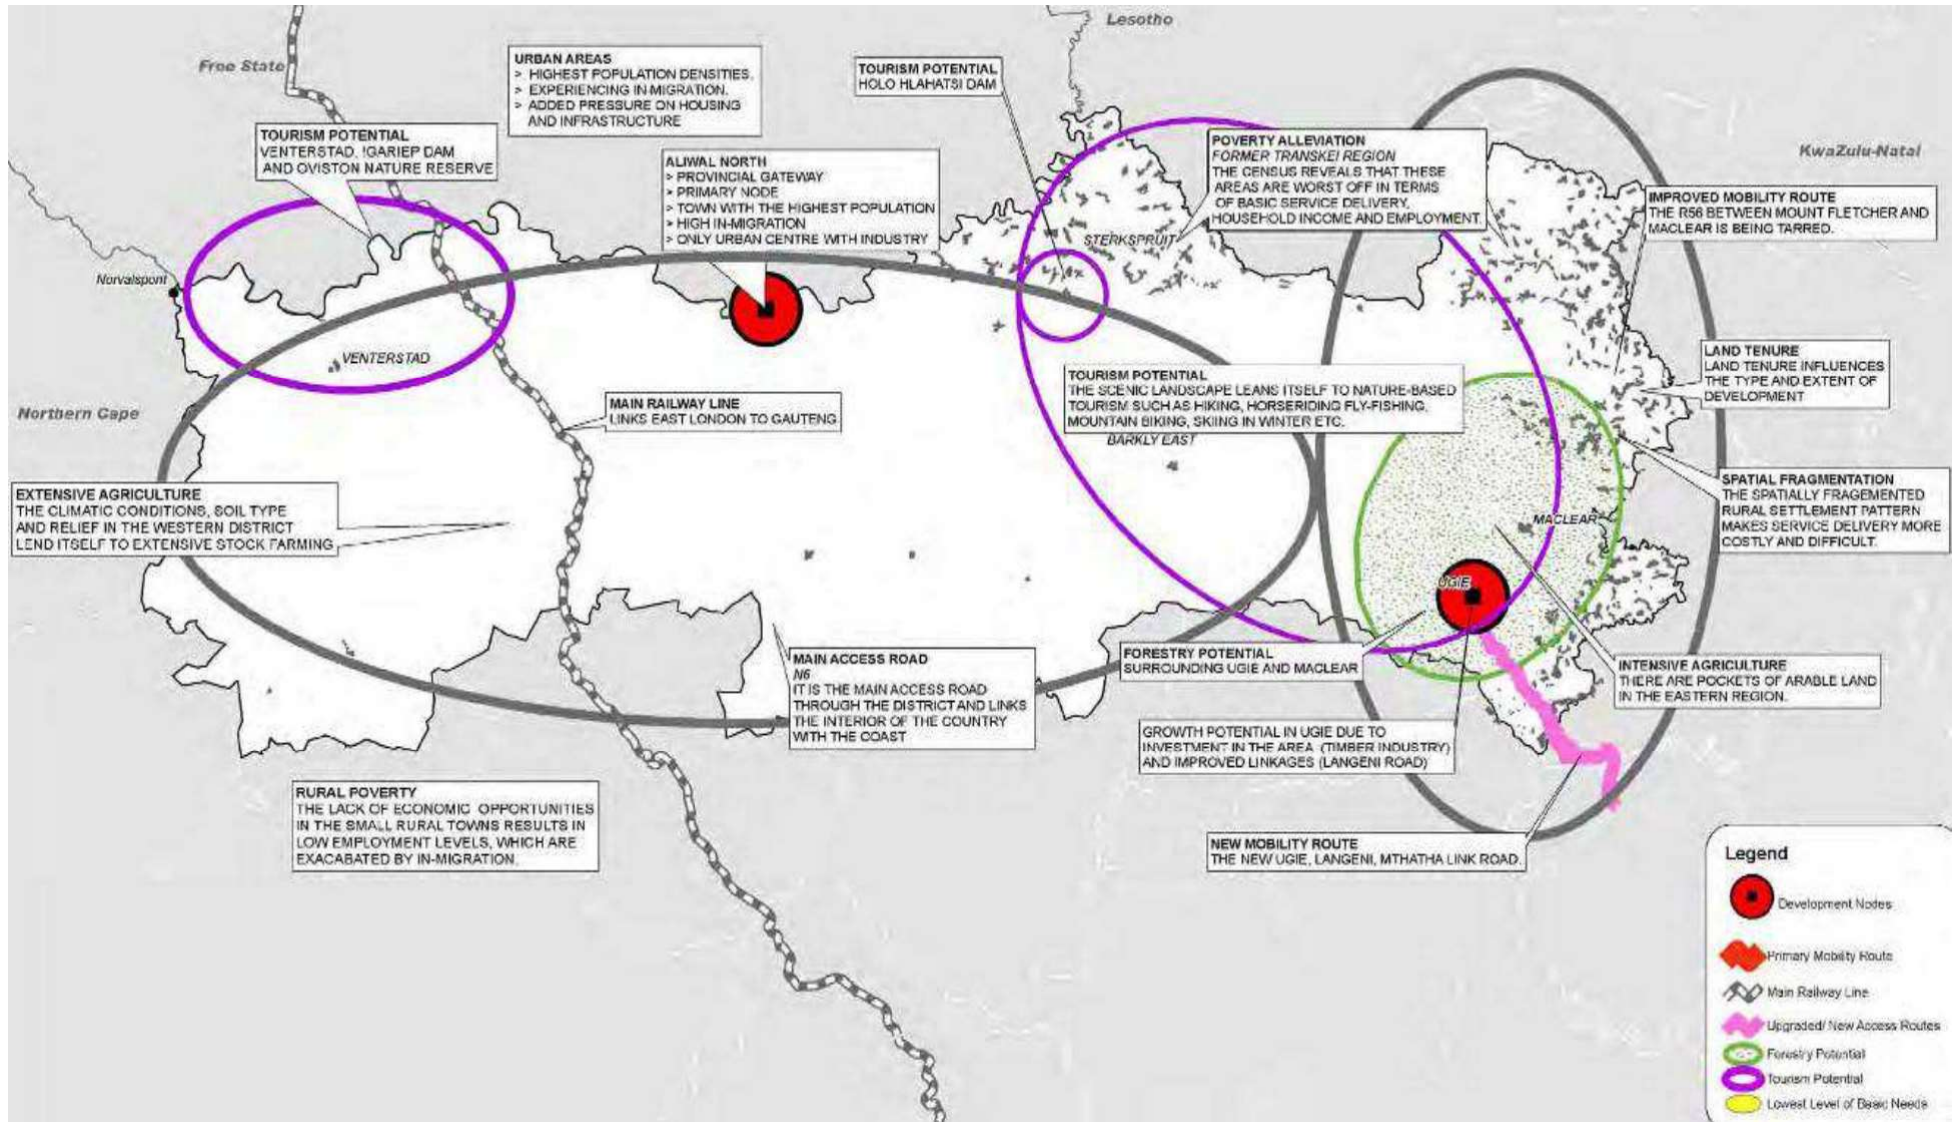 Lesotho
Free State
URBAN AREAS
> HIGHEST POPULATION DENSITIES.
> EXPERIENCING IN-MIGRATION.
> ADDED PRESSURE ON HOUSING
AND INFRASTRUCTURE
TOURISM POTENTIAL
HOLO HLAHATSI DAM
TOURISM POTENTIAL
VENTERSTAD, !GARIEP DAM
AND OVISTON NATURE RESERVE
ALIWAL NORTH
> PROVINCIAL GATEWAY
> PRIMARY NODE
> TOWN WITH THE HIGHEST POPULATION
> HIGH IN-MIGRATION
> ONLY URBAN CENTRE WITH INDUSTRY
POVERTY ALLEVIATION
FORMER TRANSKEI REGION
THE CENSUS REVEALS THAT THESE
AREAS ARE WORST OFF IN TERMS
OF BASIC SERVICE DELIVERY,
HOUSEHOLD INCOME AND EMPLOYMENT.
KwaZulu-Natal
IMPROVED MOBILITY ROUTE
THE R56 BETWEEN MOUNT FLETCHER AND
MACLEAR IS BEING TARRED.
STERKSPRUIT
Norvalspont
VENTERSTAD
Northern Cape
MAIN RAILWAY LINE
LINKS EAST LONDON TO GAUTENG
TOURISM POTENTIAL
THE SCENIC LANDSCAPE LEANS ITSELF TO NATURE-BASED
TOURISM SUCH AS HIKING, HORSERIDING FLY-FISHING,
MOUNTAIN BIKING, SKIING IN WINTER ETC.
BARKLY EAST
LAND TENURE
LAND TENURE INFLUENCES
THE TYPE AND EXTENT OF
DEVELOPMENT
EXTENSIVE AGRICULTURE
THE CLIMATIC CONDITIONS, SOIL TYPE
AND RELIEF IN THE WESTERN DISTRICT
LEND ITSELF TO EXTENSIVE STOCK FARMING
SPATIAL FRAGMENTATION
THE SPATIALLY FRAGEMENTED
RURAL SETTLEMENT PATTERN
MAKES SERVICE DELIVERY MORE
COSTLY AND DIFFICULT.
MACLEAR
UGIE
MAIN ACCESS ROAD
N6
IT IS THE MAIN ACCESS ROAD
THROUGH THE DISTRICT AND LINKS
THE INTERIOR OF THE COUNTRY
WITH THE COAST
FORESTRY POTENTIAL
SURROUNDING UGIE AND MACLEAR
INTENSIVE AGRICULTURE
THERE ARE POCKETS OF ARABLE LAND
IN THE EASTERN REGION.
GROWTH POTENTIAL IN UGIE DUE TO
INVESTMENT IN THE AREA (TIMBER INDUSTRY)
AND IMPROVED LINKAGES (LANGENI ROAD)
RURAL POVERTY
THE LACK OF ECONOMIC OPPORTUNITIES
IN THE SMALL RURAL TOWNS RESULTS IN
LOW EMPLOYMENT LEVELS, WHICH ARE
EXACABATED BY IN-MIGRATION.
NEW MOBILITY ROUTE
THE NEW UGIE, LANGENI, MTHATHA LINK ROAD.
Legend
Development Nodes
Primary Mobility Route
Main Railway Line
Upgraded/ New Access Routes
Forestry Potential
Tourism Potential
Lowest Level of Basic Needs